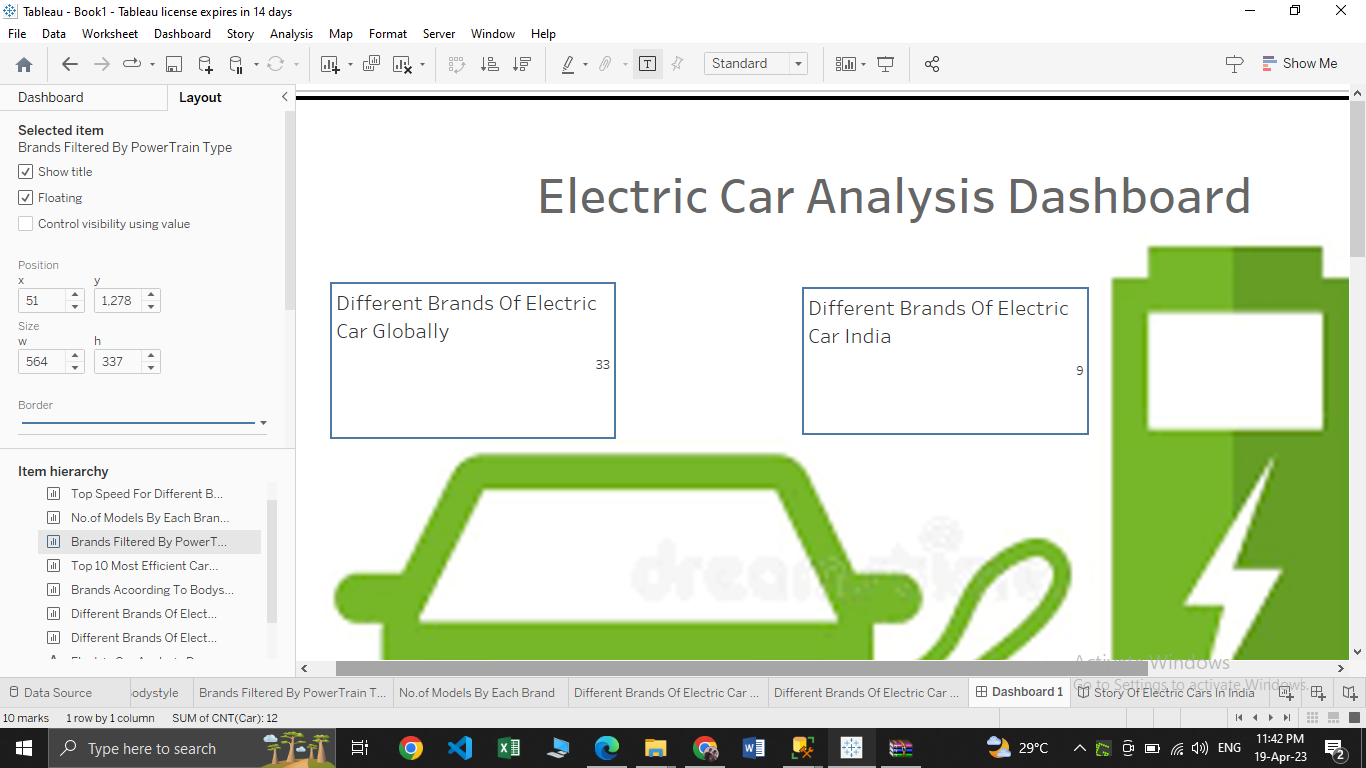 Tableau - Book1 - Tableau license expires in 14 days
File Data Worksheet Dashboard Story Analysis Map Format Server Window Help
Standard
Show Me
Dashboard Layout
Selected item
Brands Filtered By PowerTrain Type
Show title
Floating
Control visibility using value
Position
x y
51 1,278
Size
w h
564 337
Border
Item hierarchy
Top Speed For Different B...
No.of Models By Each Bran...
Brands Filtered By PowerT...
Top 10 Most Efficient Car...
Brands Acoording To Bodys...
Different Brands Of Elect...
Different Brands Of Elect...
Electric Car Analysis Dashboard
Different Brands Of Electric
Car Globally
33
Different Brands Of Electric
Car India
9
Activate Windows
Go to Settings to activate Windows.
Data Source odystyle Brands Filtered By PowerTrain T... No.of Models By Each Brand Different Brands Of Electric Car ... Different Brands Of Electric Car ... Dashboard 1 Story Of Electric Cars In India
10 marks 1 row by 1 column SUM of CNT(Car): 12
Type here to search
29°C ENG
11:42 PM
19-Apr-23
2